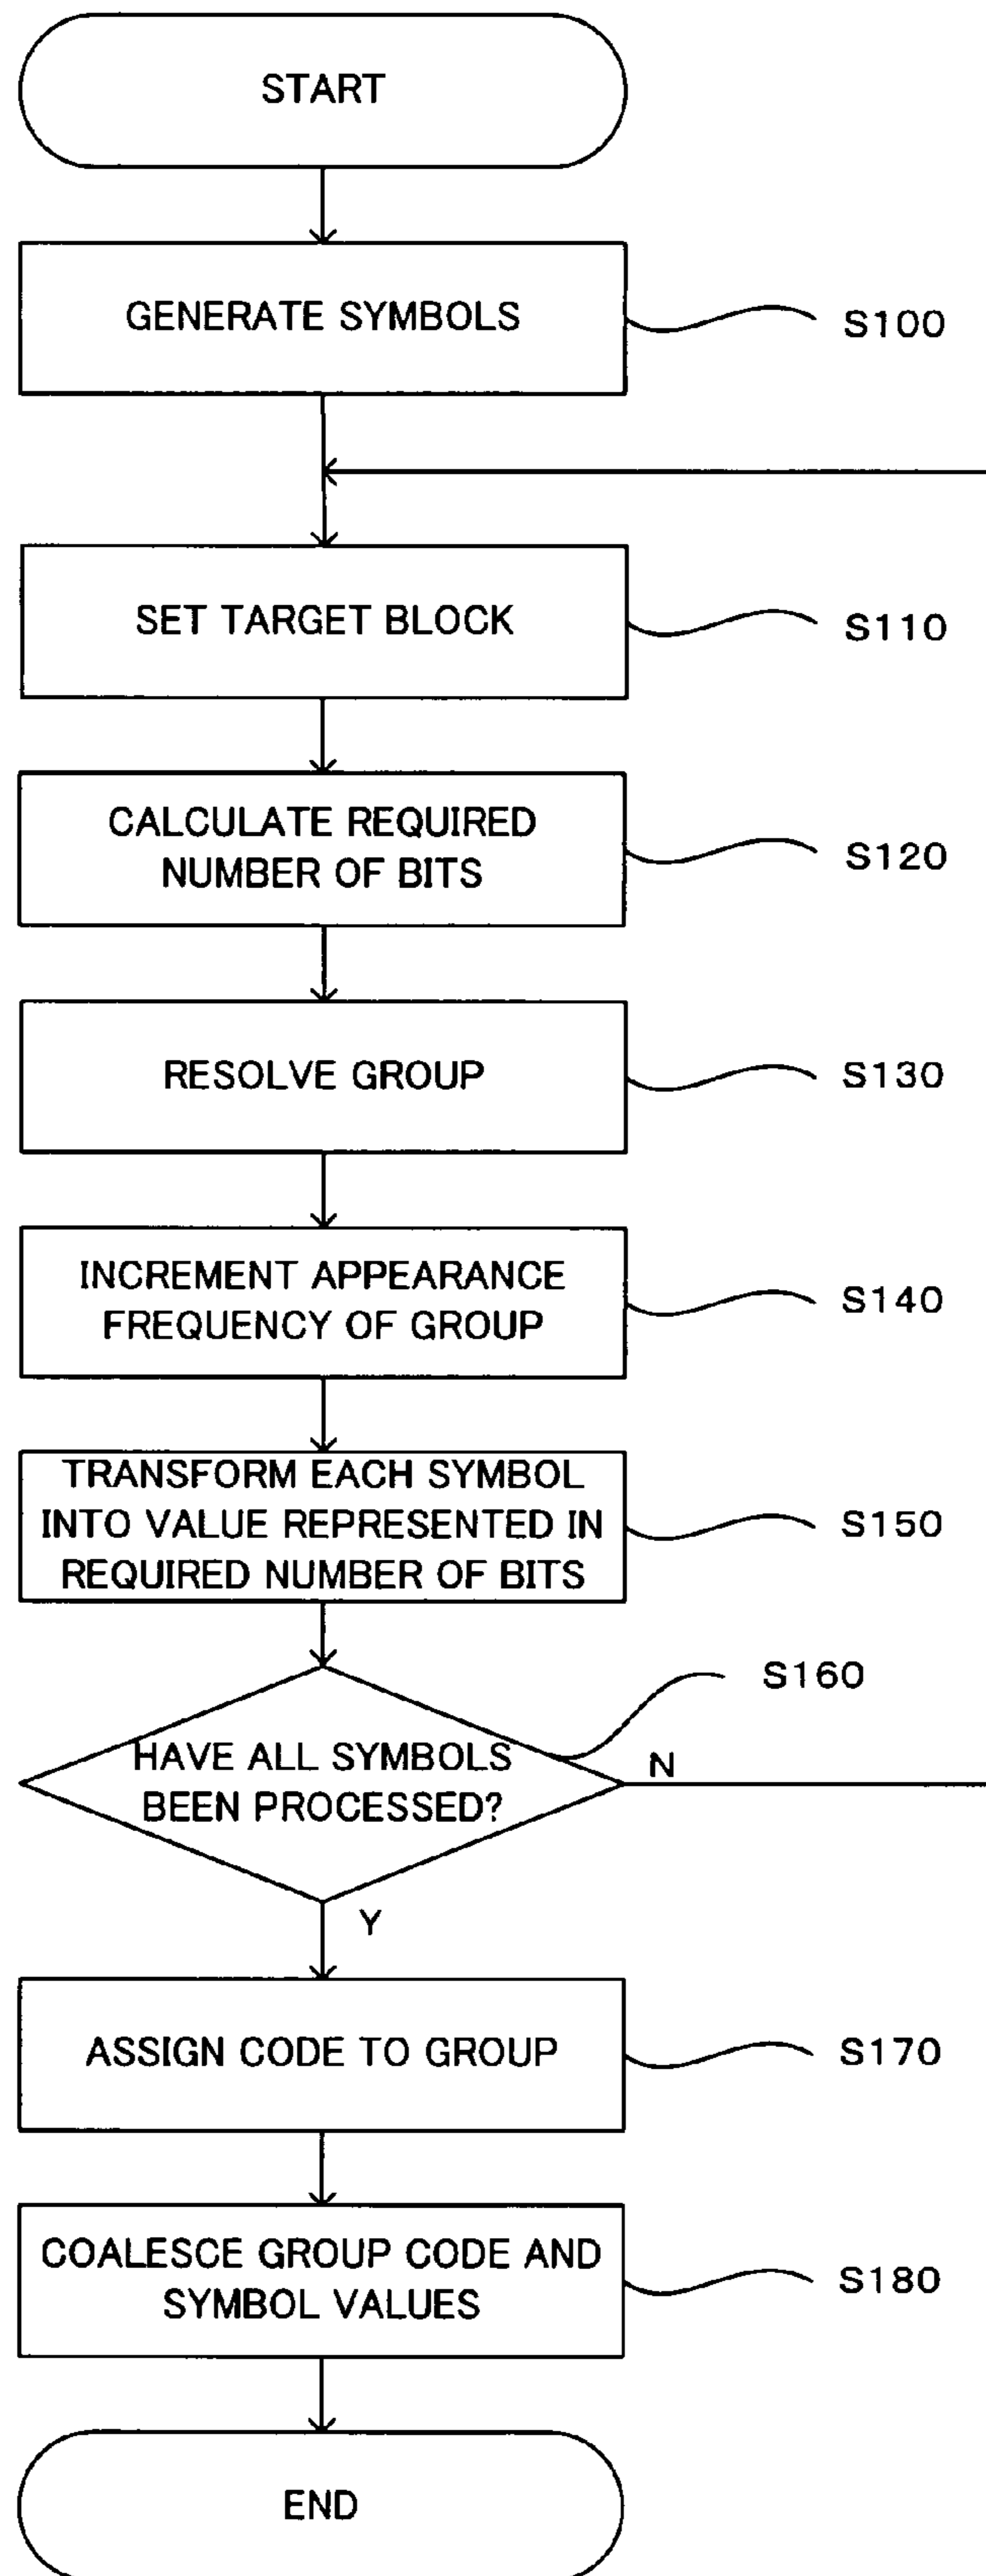 START
GENERATE SYMBOLS
S100
SET TARGET BLOCK
S110
CALCULATE REQUIRED
NUMBER OF BITS
S120
RESOLVE GROUP
S130
INCREMENT APPEARANCE
FREQUENCY OF GROUP
S140
TRANSFORM EACH SYMBOL
INTO VALUE REPRESENTED IN
REQUIRED NUMBER OF BITS
S150
S160
HAVE ALL SYMBOLS
BEEN PROCESSED?
N
Y
ASSIGN CODE TO GROUP
S170
COALESCE GROUP CODE AND
SYMBOL VALUES
S180
END